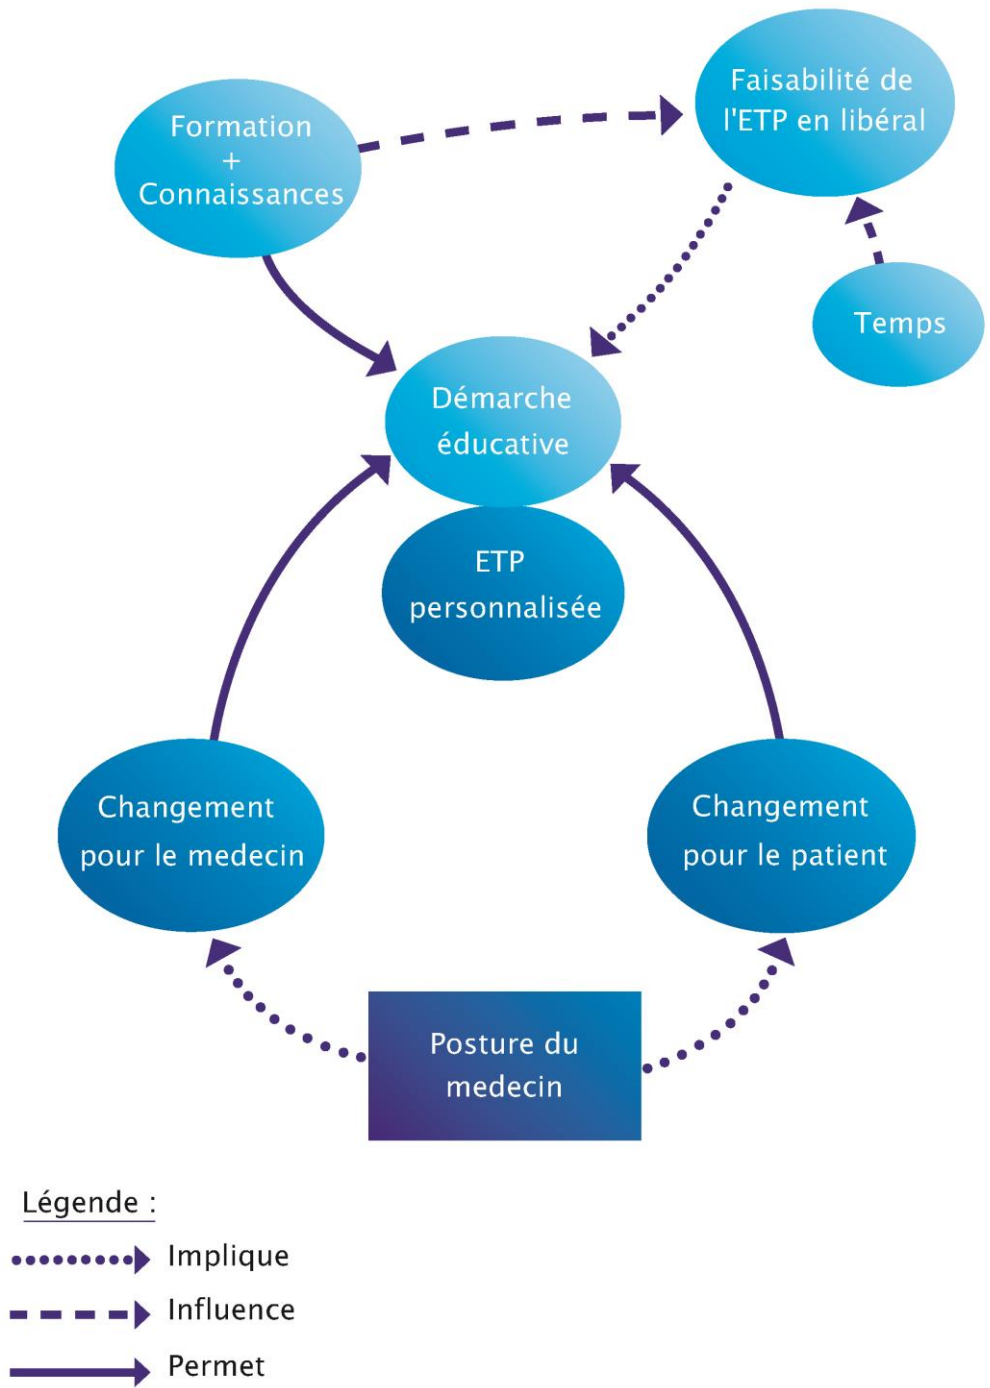 Faisabilité de
l'ETP en libéral
Formation
+
Connaissances
Temps
Démarche
éducative
ETP
personnalisée
Changement
pour le medecin
Changement
pour le patient
Posture du
medecin
Légende :
Implique
Influence
Permet